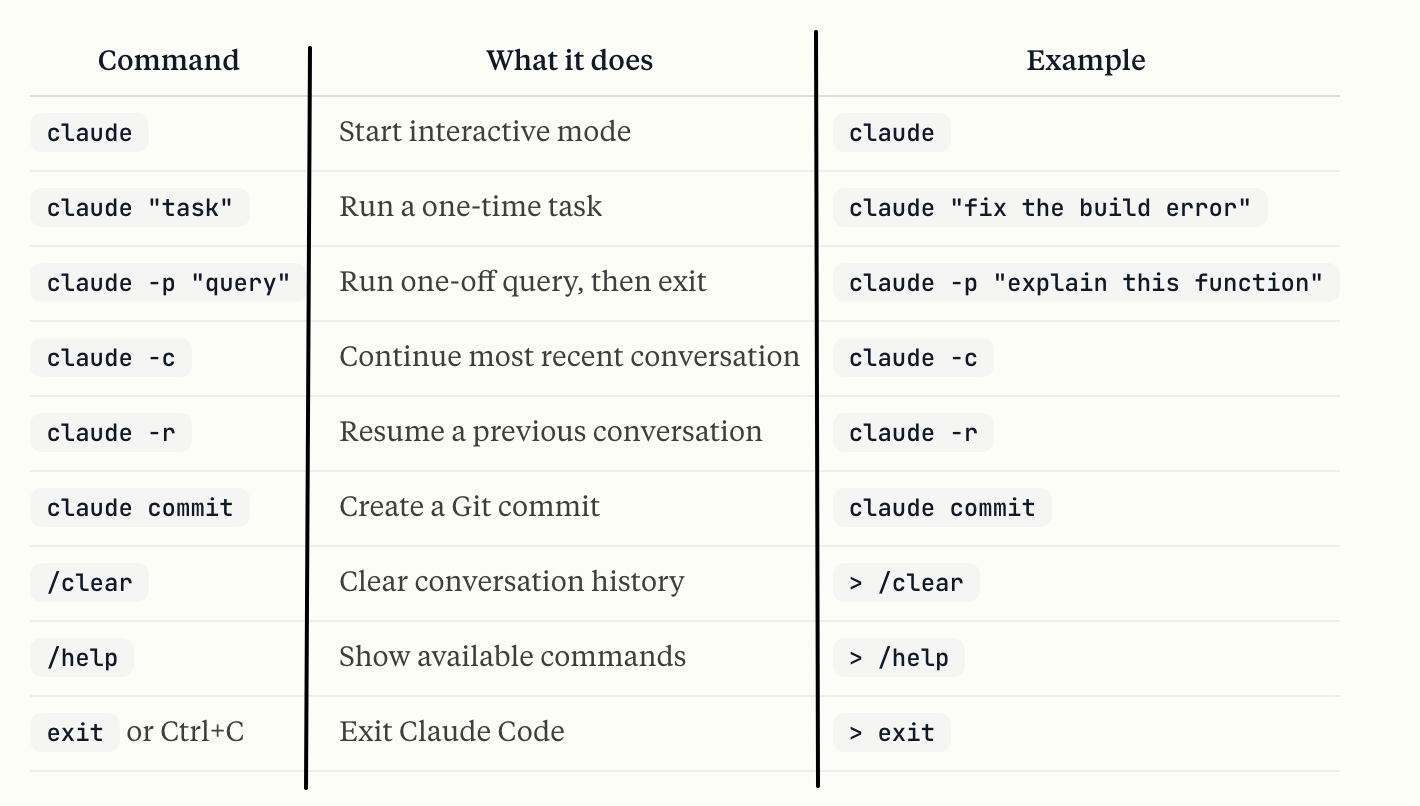 Command What it does Example
claude Start interactive mode claude
claude "task" Run a one-time task claude "fix the build error"
claude -p "query" Run one-off query, then exit claude -p "explain this function"
claude -c Continue most recent conversation claude -c
claude -r Resume a previous conversation claude -r
claude commit Create a Git commit claude commit
/clear Clear conversation history > /clear
/help Show available commands > /help
exit or Ctrl+C Exit Claude Code > exit